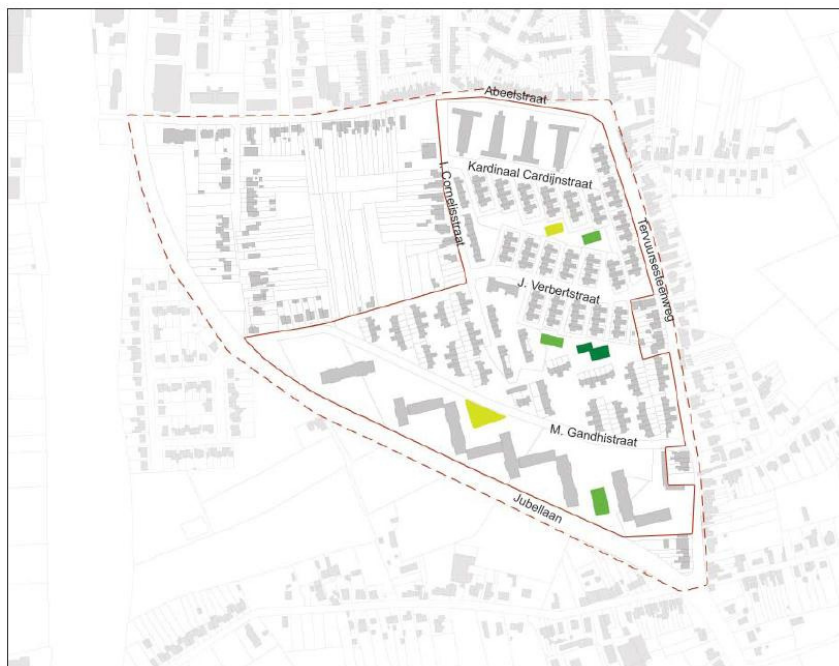 Abeelstraat
Kardinaal Cardijnstraat
I. Cornelisstraat
Tervuursesteenweg
J. Verbertstraat
M. Gandhistraat
Jubellaan